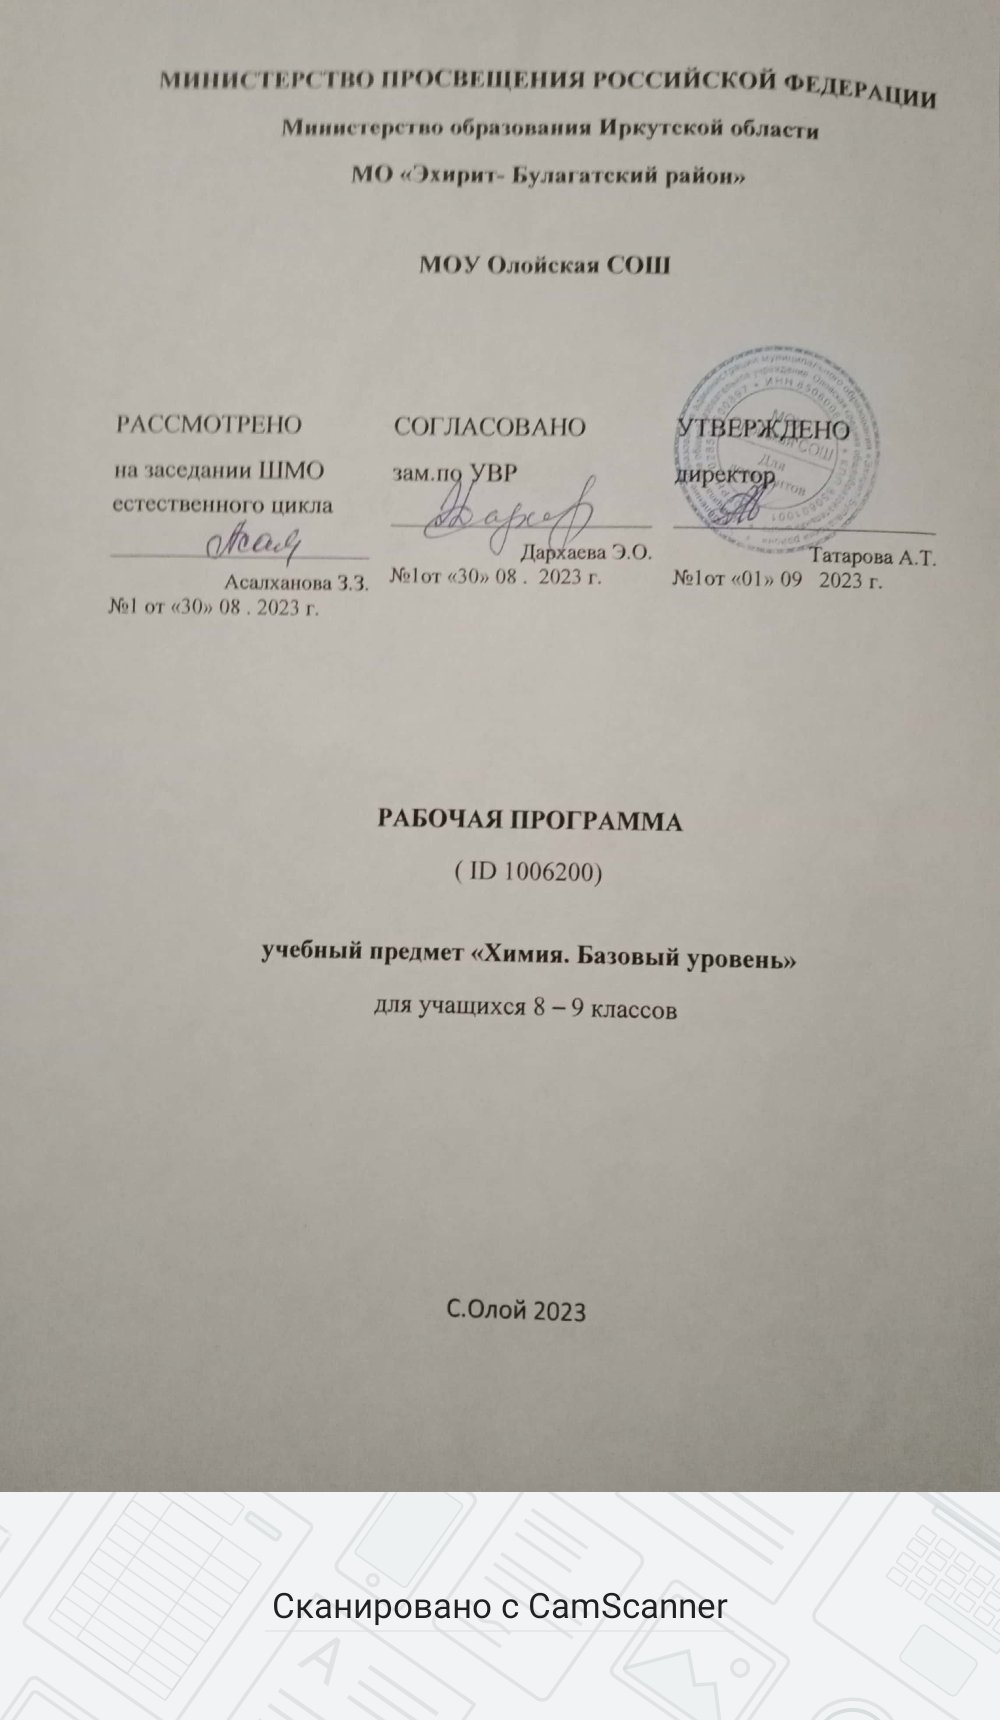 МИНИСТЕРСТВО ПРОСВЕЩЕНИЯ РОССИЙСКОЙ ФЕДЕРАЦИИ
Министерство образования Иркутской области
МО «Эхирит- Булагатский район»
МОУ Олойская СОШ
РАССМОТРЕНО
на заседании ШМО
естественного цикла
Асалханова З.З.
№1 от «30» 08 . 2023 г.
СОГЛАСОВАНО
зам.по УВР
Дархаева Э.О.
№1от «30» 08 . 2023 г.
УТВЕРЖДЕНО
директор
Татарова А.Т.
№1от «01» 09 2023 г.
РАБОЧАЯ ПРОГРАММА
( ID 1006200)
учебный предмет «Химия. Базовый уровень»
для учащихся 8 – 9 классов
С.Олой 2023
Сканировано с CamScanner